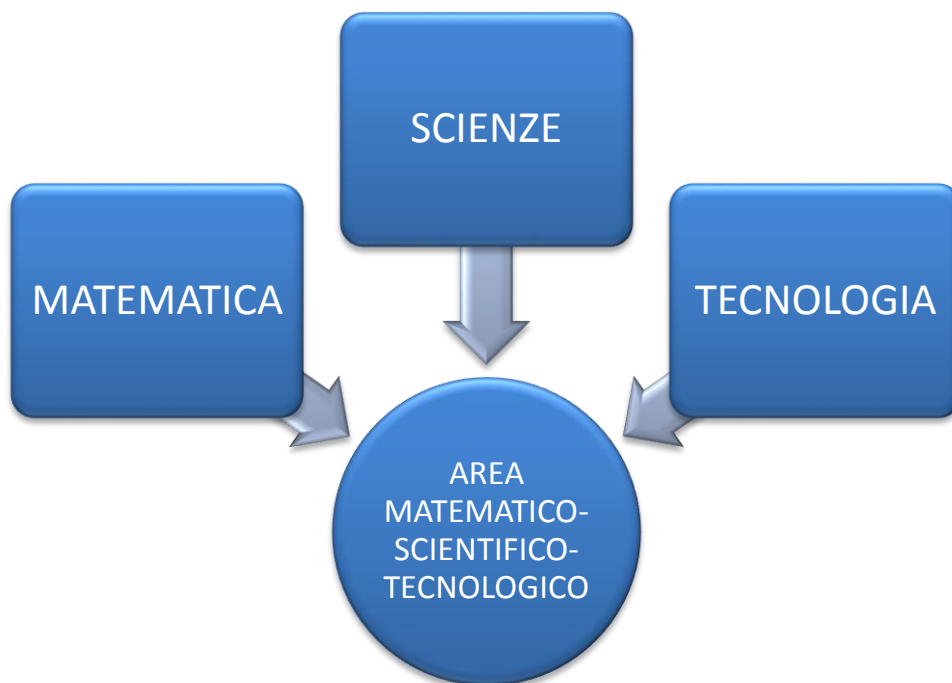 SCIENZE
MATEMATICA
TECNOLOGIA
AREA
MATEMATICO-
SCIENTIFICO-
TECNOLOGICO